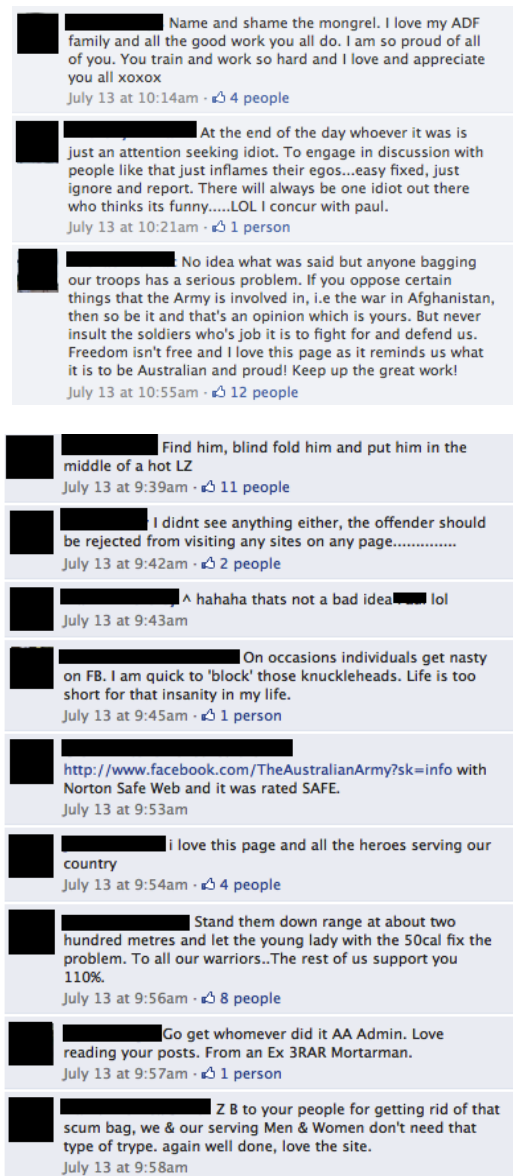 Name and shame the mongrel. I love my ADF
family and all the good work you all do. I am so proud of all
of you. You train and work so hard and I love and appreciate
you all xoxox
July 13 at 10:14am · 4 people
At the end of the day whoever it was is
just an attention seeking idiot. To engage in discussion with
people like that just inflames their egos...easy fixed, just
ignore and report. There will always be one idiot out there
who thinks its funny.....LOL I concur with paul.
July 13 at 10:21am · 1 person
No idea what was said but anyone bagging
our troops has a serious problem. If you oppose certain
things that the Army is involved in, i.e the war in Afghanistan,
then so be it and that's an opinion which is yours. But never
insult the soldiers who's job it is to fight for and defend us.
Freedom isn't free and I love this page as it reminds us what
it is to be Australian and proud! Keep up the great work!
July 13 at 10:55am · 12 people
Find him, blind fold him and put him in the
middle of a hot LZ
July 13 at 9:39am · 11 people
I didnt see anything either, the offender should
be rejected from visiting any sites on any page..............
July 13 at 9:42am · 2 people
^ hahaha thats not a bad idea lol
July 13 at 9:43am
On occasions individuals get nasty
on FB. I am quick to 'block' those knuckleheads. Life is too
short for that insanity in my life.
July 13 at 9:45am · 1 person
http://www.facebook.com/TheAustralianArmy?sk=info with
Norton Safe Web and it was rated SAFE.
July 13 at 9:53am
i love this page and all the heroes serving our
country
July 13 at 9:54am · 4 people
Stand them down range at about two
hundred metres and let the young lady with the 50cal fix the
problem. To all our warriors..The rest of us support you
110%.
July 13 at 9:56am · 8 people
Go get whomever did it AA Admin. Love
reading your posts. From an Ex 3RAR Mortarman.
July 13 at 9:57am · 1 person
Z B to your people for getting rid of that
scum bag, we & our serving Men & Women don't need that
type of trype. again well done, love the site.
July 13 at 9:58am